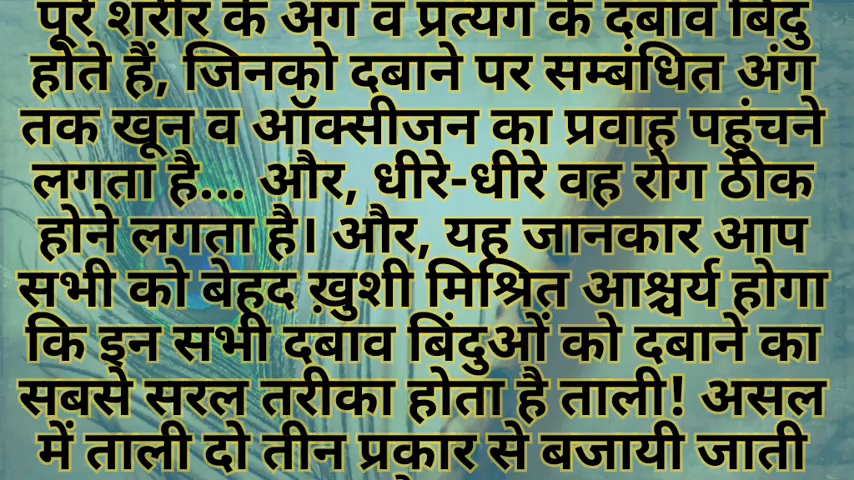 पूरे शरीर के अंग व प्रत्यंग के दबाव बिंदु
होते हैं, जिनको दबाने पर सम्बंधित अंग
तक खून व ऑक्सीजन का प्रवाह पहुंचने
लगता है... और, धीरे-धीरे वह रोग ठीक
होने लगता है। और, यह जानकार आप
सभी को बेहद ख़ुशी मिश्रित आश्चर्य होगा
कि इन सभी दबाव बिंदुओं को दबाने का
सबसे सरल तरीका होता है ताली! असल
में ताली दो तीन प्रकार से बजायी जाती